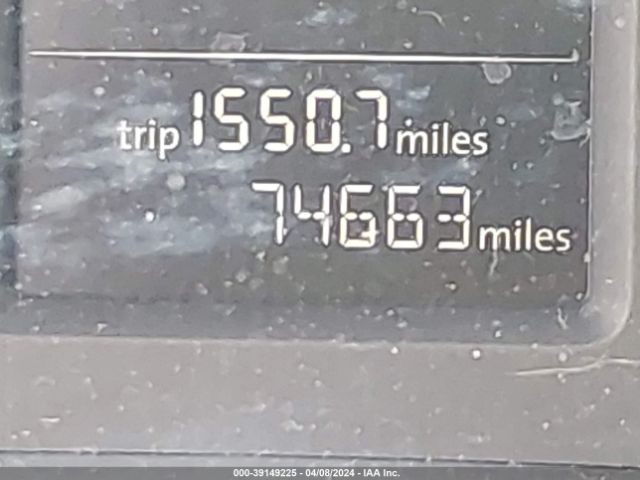 trip 1550.7 miles
74663 miles
000-39149225 - 04/08/2024 - IAA Inc.